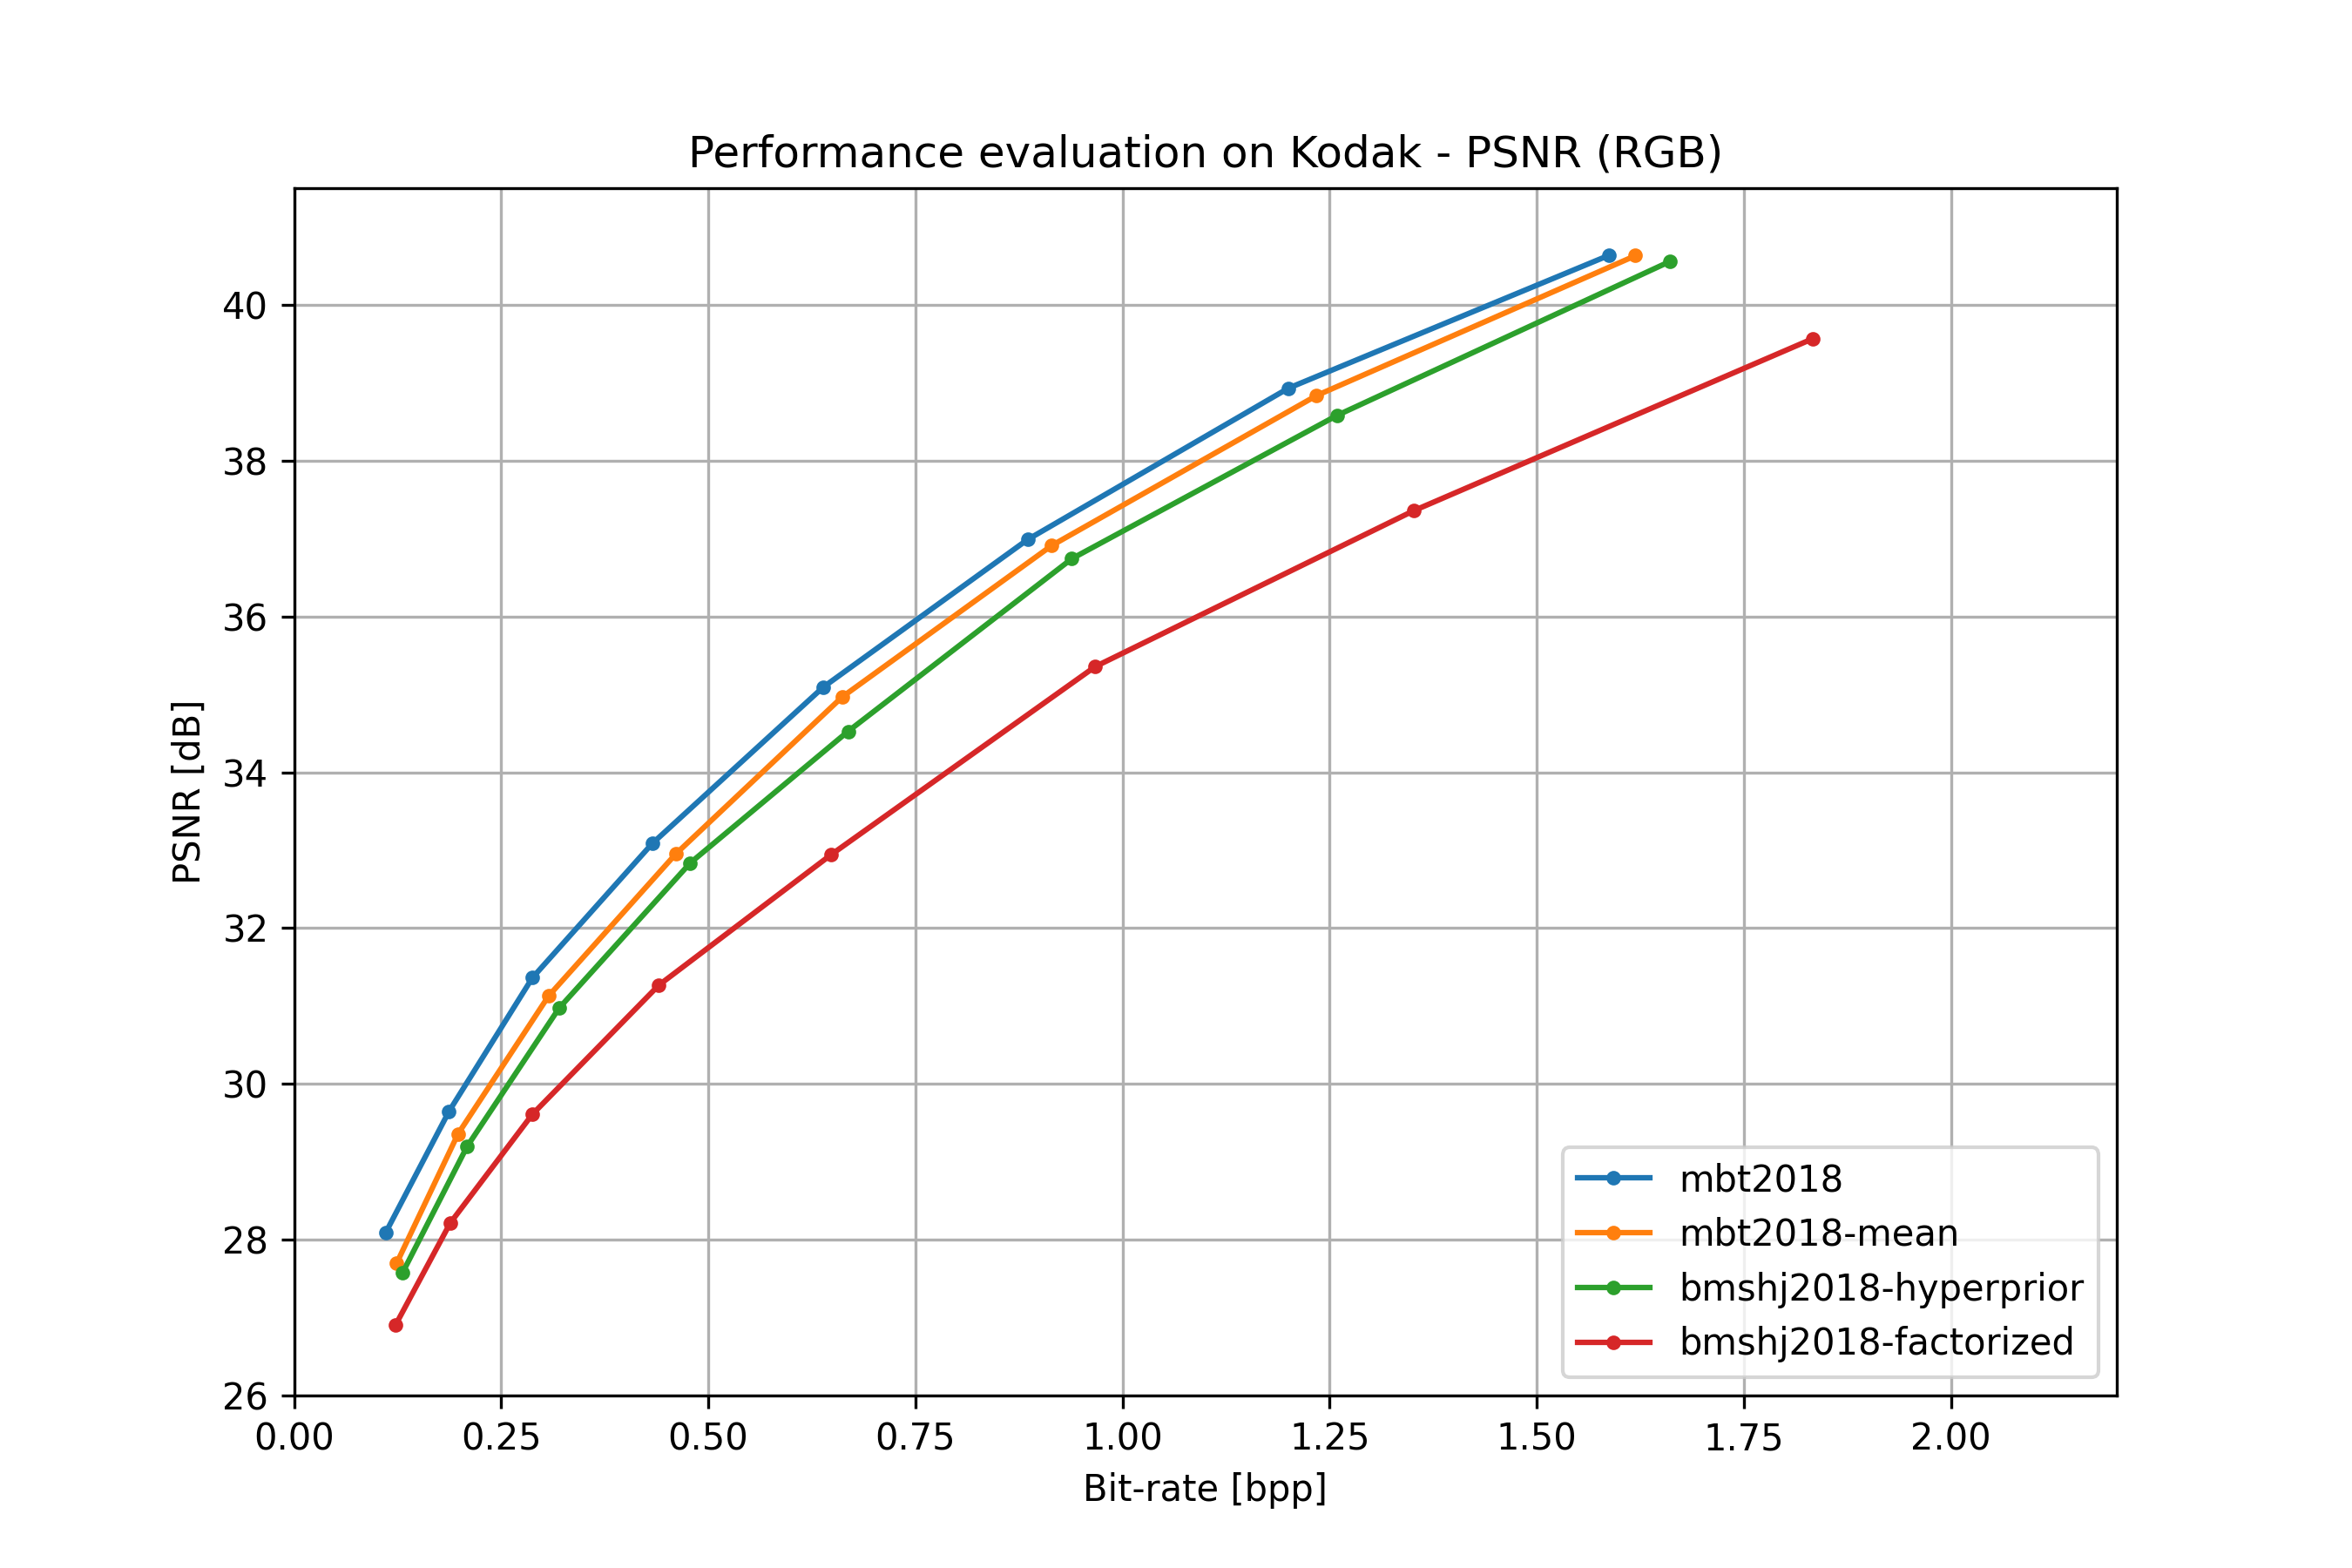 Performance evaluation on Kodak - PSNR (RGB)
PSNR [dB]
40
38
36
34
32
30
28
26
0.00 0.25 0.50 0.75 1.00 1.25 1.50 1.75 2.00
Bit-rate [bpp]
mbt2018
mbt2018-mean
bmshj2018-hyperprior
bmshj2018-factorized